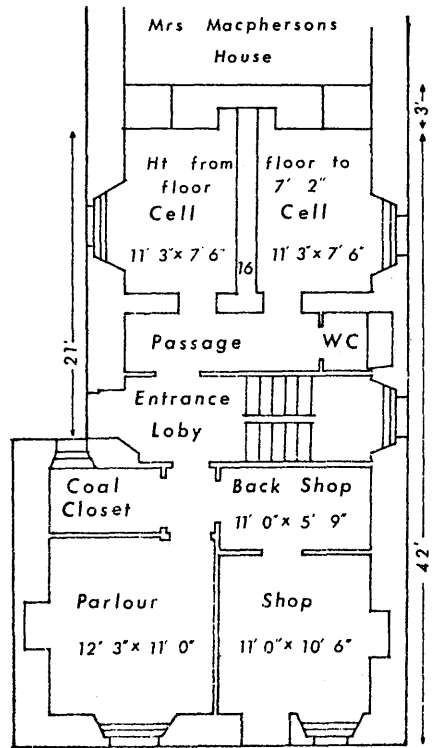 Mrs Macphersons
House
3'
Ht from floor to
floor 7' 2"
Cell Cell
11' 3" x 7' 6" 11' 3" x 7' 6"
16
Passage WC
21'
Entrance
Loby
Coal
Closet
Back Shop
11' 0" x 5' 9"
42'
Parlour Shop
12" 3" x 11' 0" 11' 0" x 10' 6"